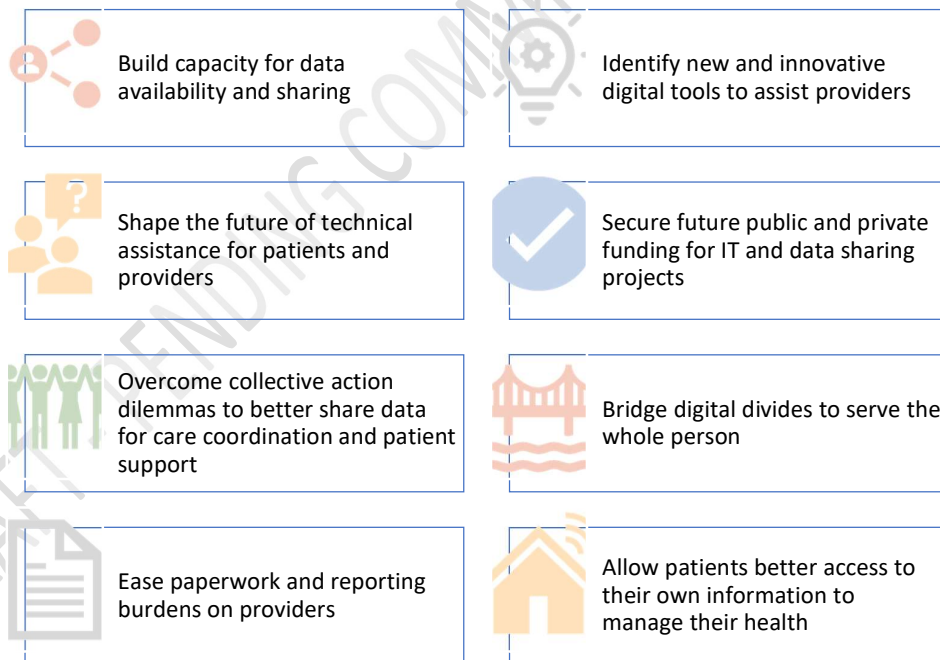 Build capacity for data
availability and sharing
Identify new and innovative
digital tools to assist providers
Shape the future of technical
assistance for patients and
providers
Secure future public and private
funding for IT and data sharing
projects
Overcome collective action
dilemmas to better share data
for care coordination and patient
support
Bridge digital divides to serve the
whole person
Ease paperwork and reporting
burdens on providers
Allow patients better access to
their own information to
manage their health
?
PENDING